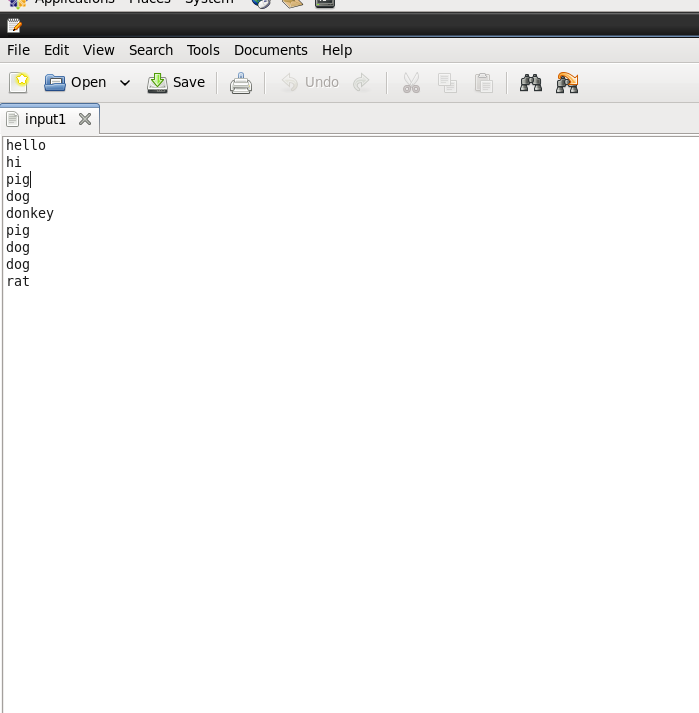 Applications Places System
File Edit View Search Tools Documents Help
Open Save Undo
input1
hello
hi
pig
dog
donkey
pig
dog
dog
rat